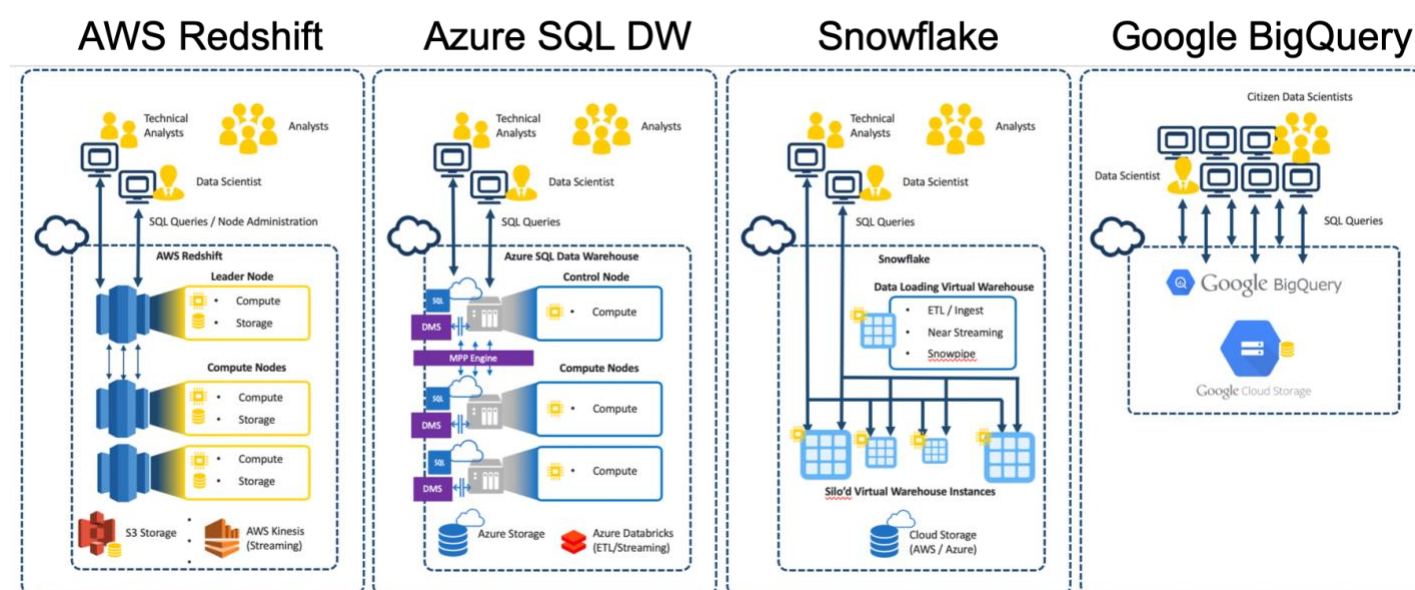 AWS Redshift
Technical
Analysts
Analysts
Data Scientist
SQL Queries / Node Administration
AWS Redshift
Leader Node
• Compute
• Storage
Compute Nodes
• Compute
• Storage
• Compute
• Storage
S3 Storage
•
•
•
AWS Kinesis
(Streaming)
Azure SQL DW
Technical
Analysts
Analysts
Data Scientist
SQL Queries
Azure SQL Data Warehouse
Control Node
SQL
DMS
• Compute
MPP Engine
Compute Nodes
SQL
DMS
• Compute
SQL
DMS
• Compute
Azure Storage
Azure Databricks
(ETL/Streaming)
Snowflake
Technical
Analysts
Analysts
Data Scientist
SQL Queries
Snowflake
Data Loading Virtual Warehouse
• ETL / Ingest
• Near Streaming
• Snowpipe
Silo'd Virtual Warehouse Instances
Cloud Storage
(AWS / Azure)
Google BigQuery
Citizen Data Scientists
Data Scientist
SQL Queries
Google BigQuery
Google Cloud Storage